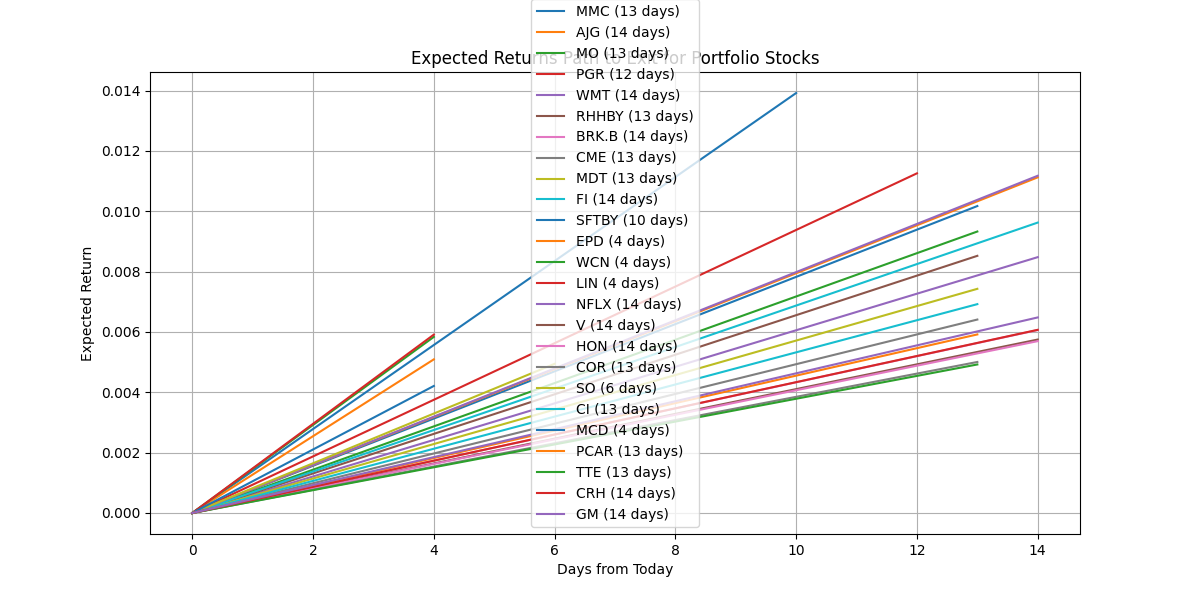 MMC (13 days)
AJG (14 days)
MO (13 days)
Expected Returns Path to Exit for Portfolio Stocks
PGR (12 days)
WMT (14 days)
RHHBY (13 days)
BRK.B (14 days)
CME (13 days)
MDT (13 days)
FI (14 days)
SFTBY (10 days)
EPD (4 days)
WCN (4 days)
LIN (4 days)
NFLX (14 days)
V (14 days)
HON (14 days)
COR (13 days)
SO (6 days)
CI (13 days)
MCD (4 days)
PCAR (13 days)
TTE (13 days)
CRH (14 days)
GM (14 days)
Expected Return
0.014
0.012
0.010
0.008
0.006
0.004
0.002
0.000
0 2 4 6 8 10 12 14
Days from Today